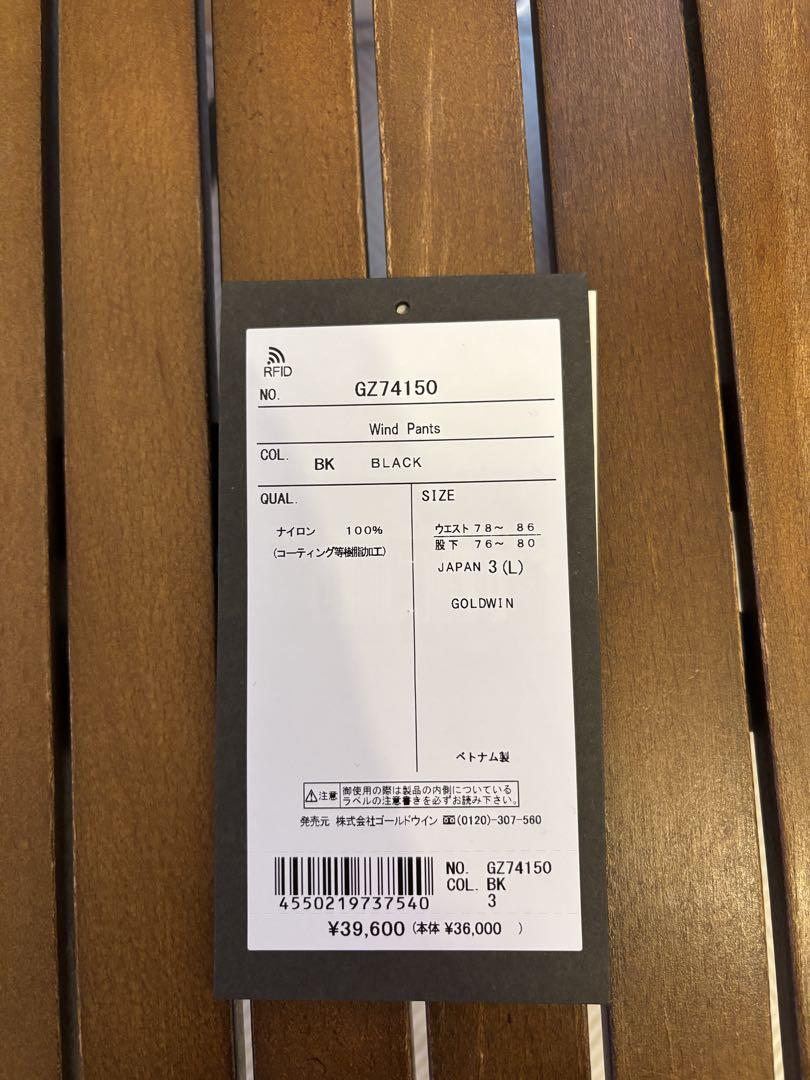 RFID
NO. GZ74150
Wind Pants
COL. BK BLACK
QUAL.
ナイロン 100%
(コーティング等樹脂加工)
SIZE
ウエスト 78～ 86
股下 76～ 80
JAPAN 3(L)
GOLDWIN
ベトナム製
⚠注意 御使用の際は製品の内側についている
ラベルの注意書きを必ずお読み下さい。
発売元 株式会社ゴールドウイン (0120)-307-560
4550219737540
NO. GZ74150
COL. BK
3
¥39,600 (本体 ¥36,000 )